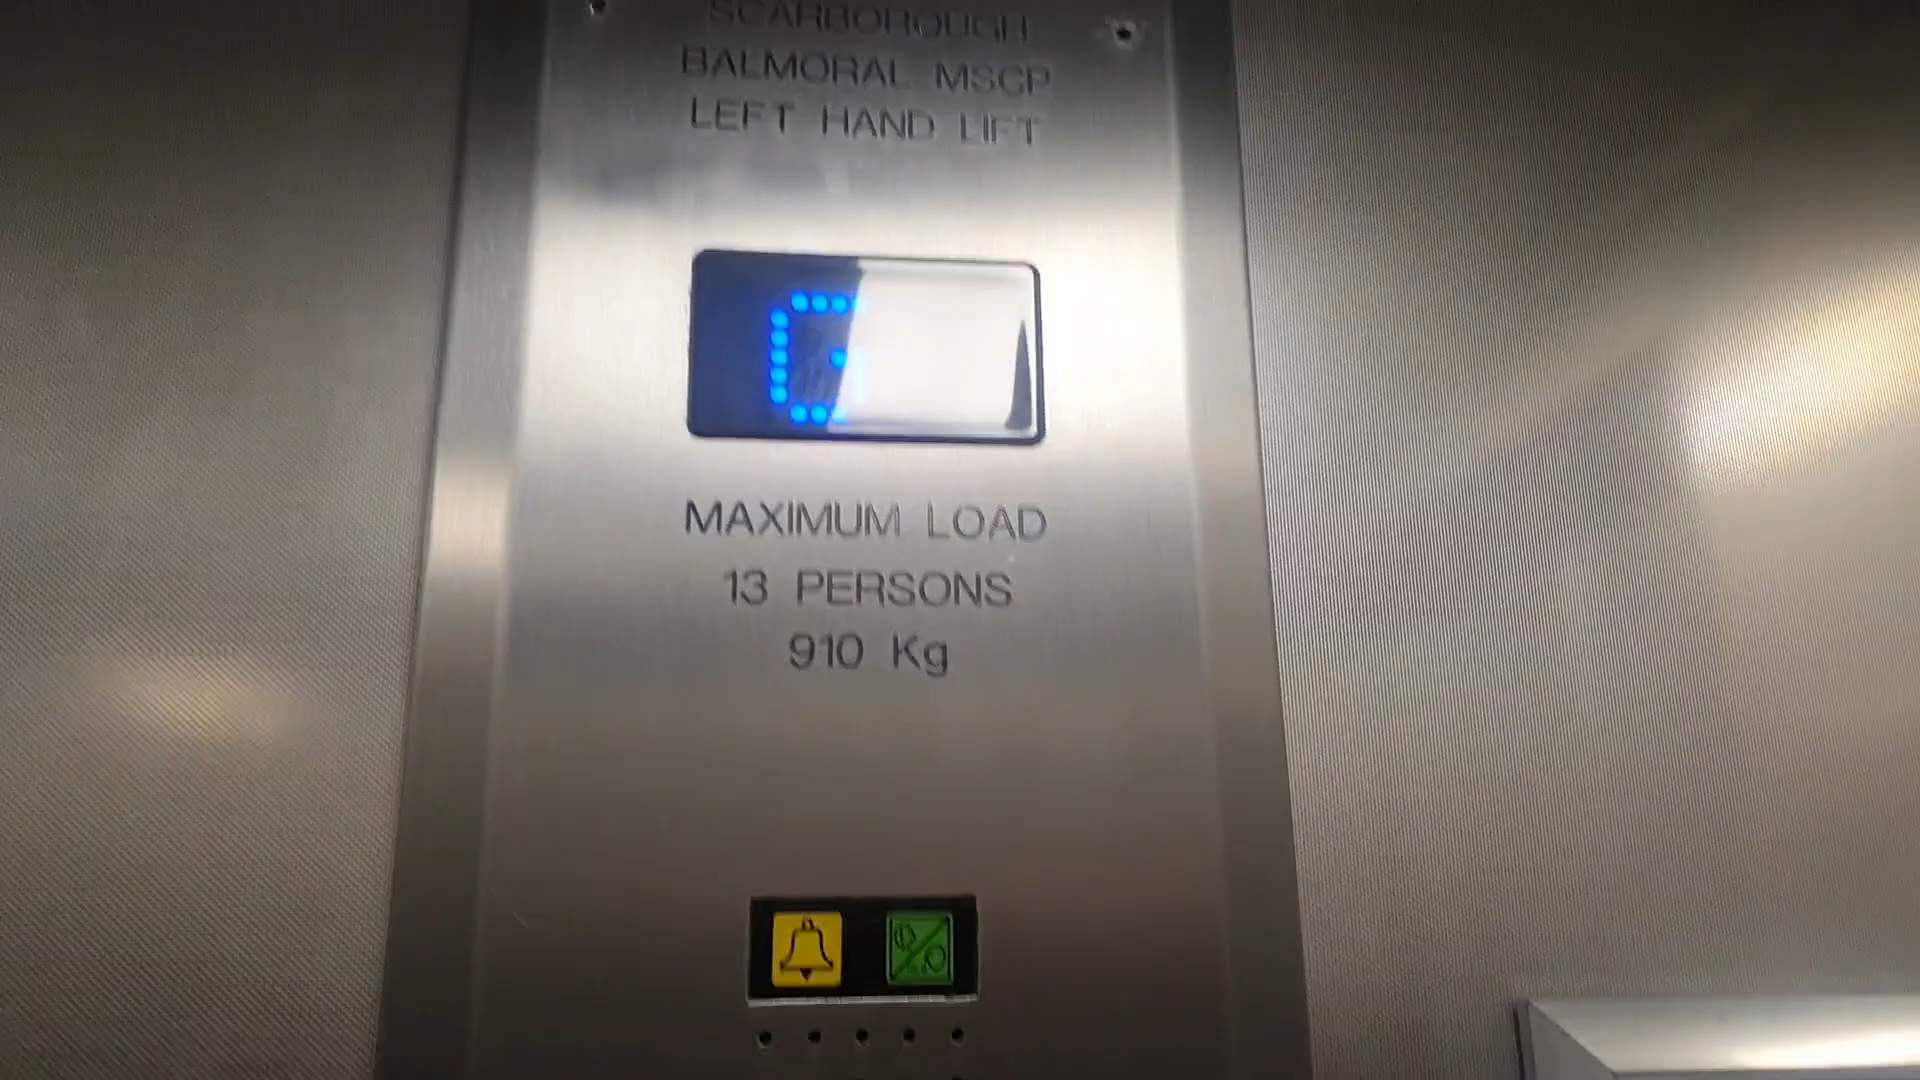 SCARBOROUGH
BALMORAL MSCP
LEFT HAND LIFT
G
MAXIMUM LOAD
13 PERSONS
910 Kg